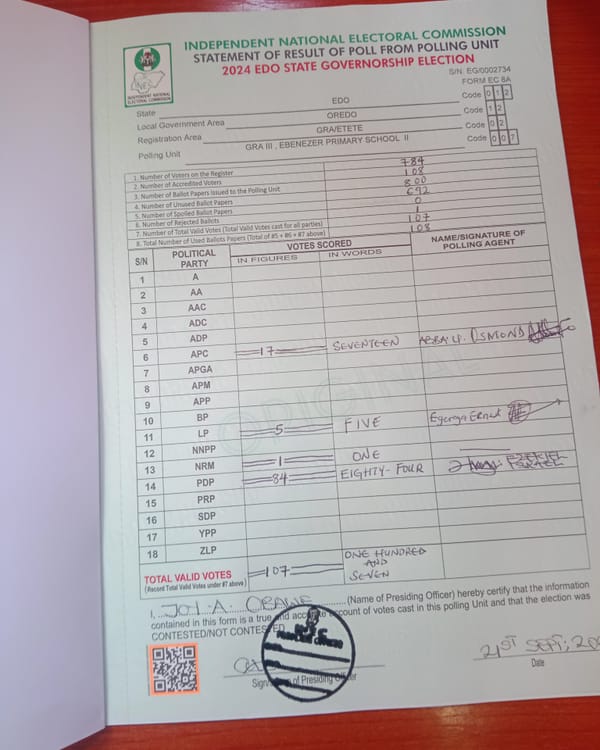 INDEPENDENT NATIONAL ELECTORAL COMMISSION
STATEMENT OF RESULT OF POLL FROM POLLING UNIT
2024 EDO STATE GOVERNORSHIP ELECTION
INEC
INDEPENDENT NATIONAL
ELECTORAL COMMISSION
S/N. EG/0002734
FORM EC 8A
State EDO Code 0 1 2
Local Government Area OREDO Code 1 2
Registration Area GRA/ETETE Code 0 2
Polling Unit GRA III , EBENEZER PRIMARY SCHOOL II Code 0 0 7
1. Number of Voters on the Register 784
2. Number of Accredited Voters 108
3. Number of Ballot Papers Issued to the Polling Unit 800
4. Number of Unused Ballot Papers 692
5. Number of Spoiled Ballot Papers 0
6. Number of Rejected Ballots 1
7. Number of Total Valid Votes (Total Valid Votes cast for all parties) 107
8. Total Number of Used Ballots Papers (Total of #5 + #6 + #7 above) 108
S/N POLITICAL PARTY VOTES SCORED NAME/SIGNATURE OF POLLING AGENT
IN FIGURES IN WORDS
1 A
2 AA
3 AAC
4 ADC
5 ADP
6 APC 17 SEVENTEEN OSMOND
7 APGA
8 APM
9 APP
10 BP
11 LP 5 FIVE
12 NNPP
13 NRM 1 ONE
14 PDP 84 EIGHTY-FOUR EZEKIEL ISRAEL
15 PRP
16 SDP
17 YPP
18 ZLP
ORIGINAL
TOTAL VALID VOTES 107 ONE HUNDRED AND SEVEN
(Record Total Valid Votes under #7 above)
I, JOY . A. (Name of Presiding Officer) hereby certify that the information
contained in this form is a true and account of votes cast in this polling Unit and that the election was
CONTESTED/NOT CONTESTED
21ST SEPT;
Signature of Presiding Officer Date